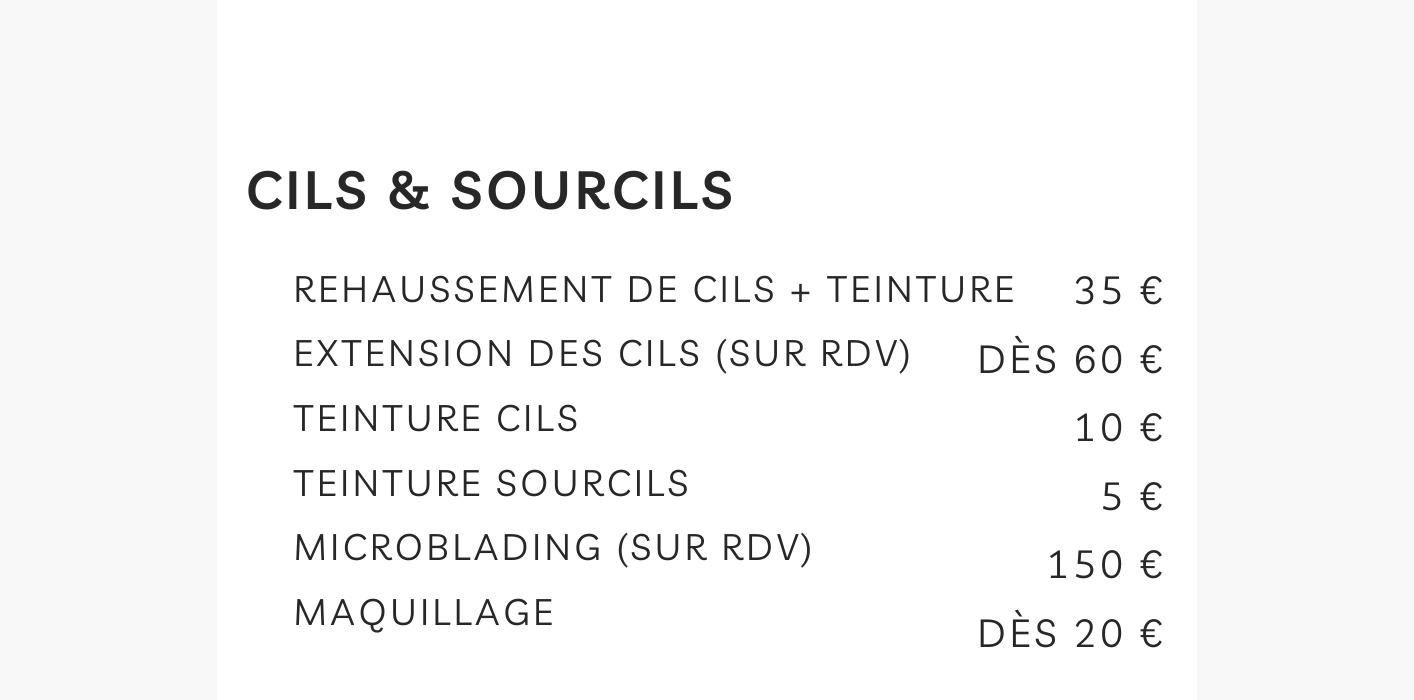 CILS & SOURCILS
REHAUSSEMENT DE CILS + TEINTURE 35 €
EXTENSION DES CILS (SUR RDV) DÈS 60 €
TEINTURE CILS 10 €
TEINTURE SOURCILS 5 €
MICROBLADING (SUR RDV) 150 €
MAQUILLAGE DÈS 20 €